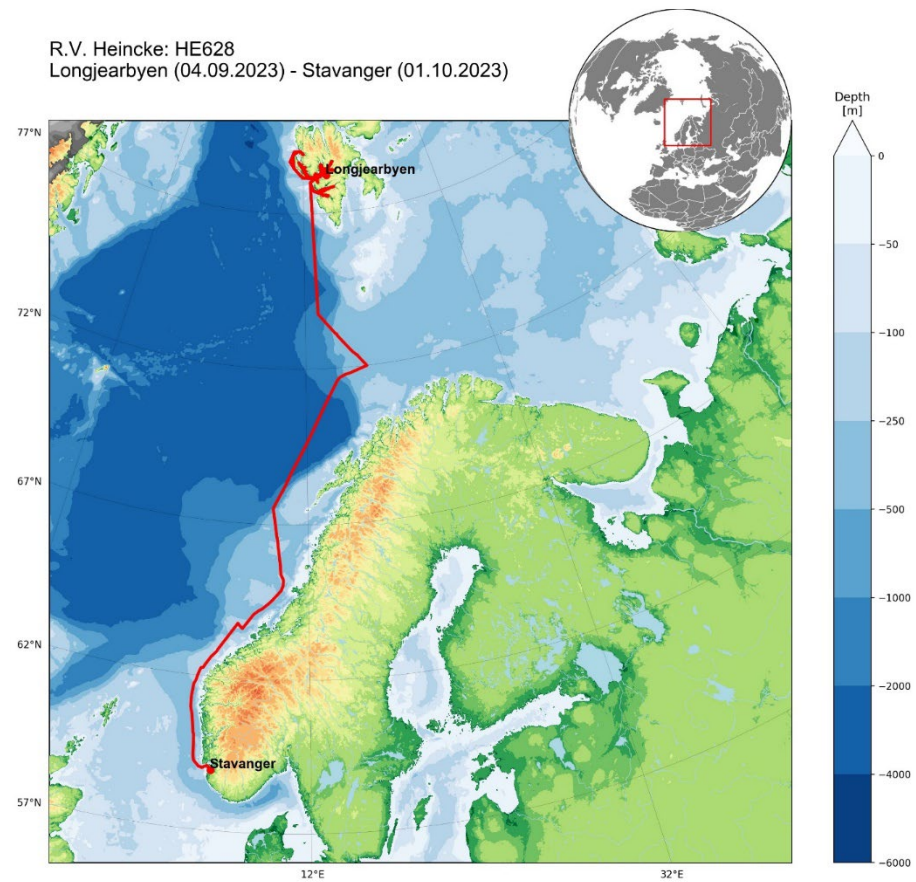 R.V. Heincke: HE628
Longjearbyen (04.09.2023) - Stavanger (01.10.2023)
Depth
[m]
77°N
72°N
67°N
62°N
57°N
12°E
32°E
Longjearbyen
Stavanger
0
−50
−100
−250
−500
−1000
−2000
−4000
−6000